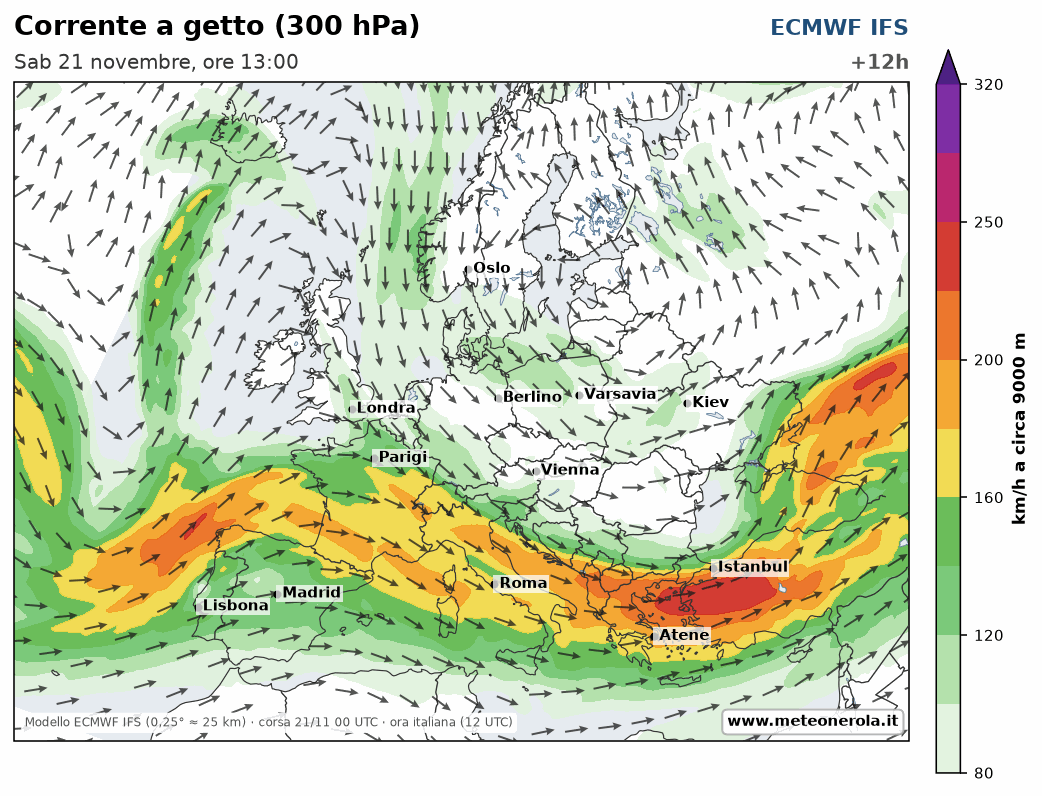 Corrente a getto (300 hPa)
ECMWF IFS
Sab 21 novembre, ore 13:00
+12h
320
250
200
160
120
80
km/h a circa 9000 m
Oslo
Berlino
Varsavia
Kiev
Londra
Parigi
Vienna
Istanbul
Roma
Madrid
Lisbona
Atene
Modello ECMWF IFS (0,25° ≈ 25 km) · corsa 21/11 00 UTC · ora italiana (12 UTC)
www.meteonerola.it